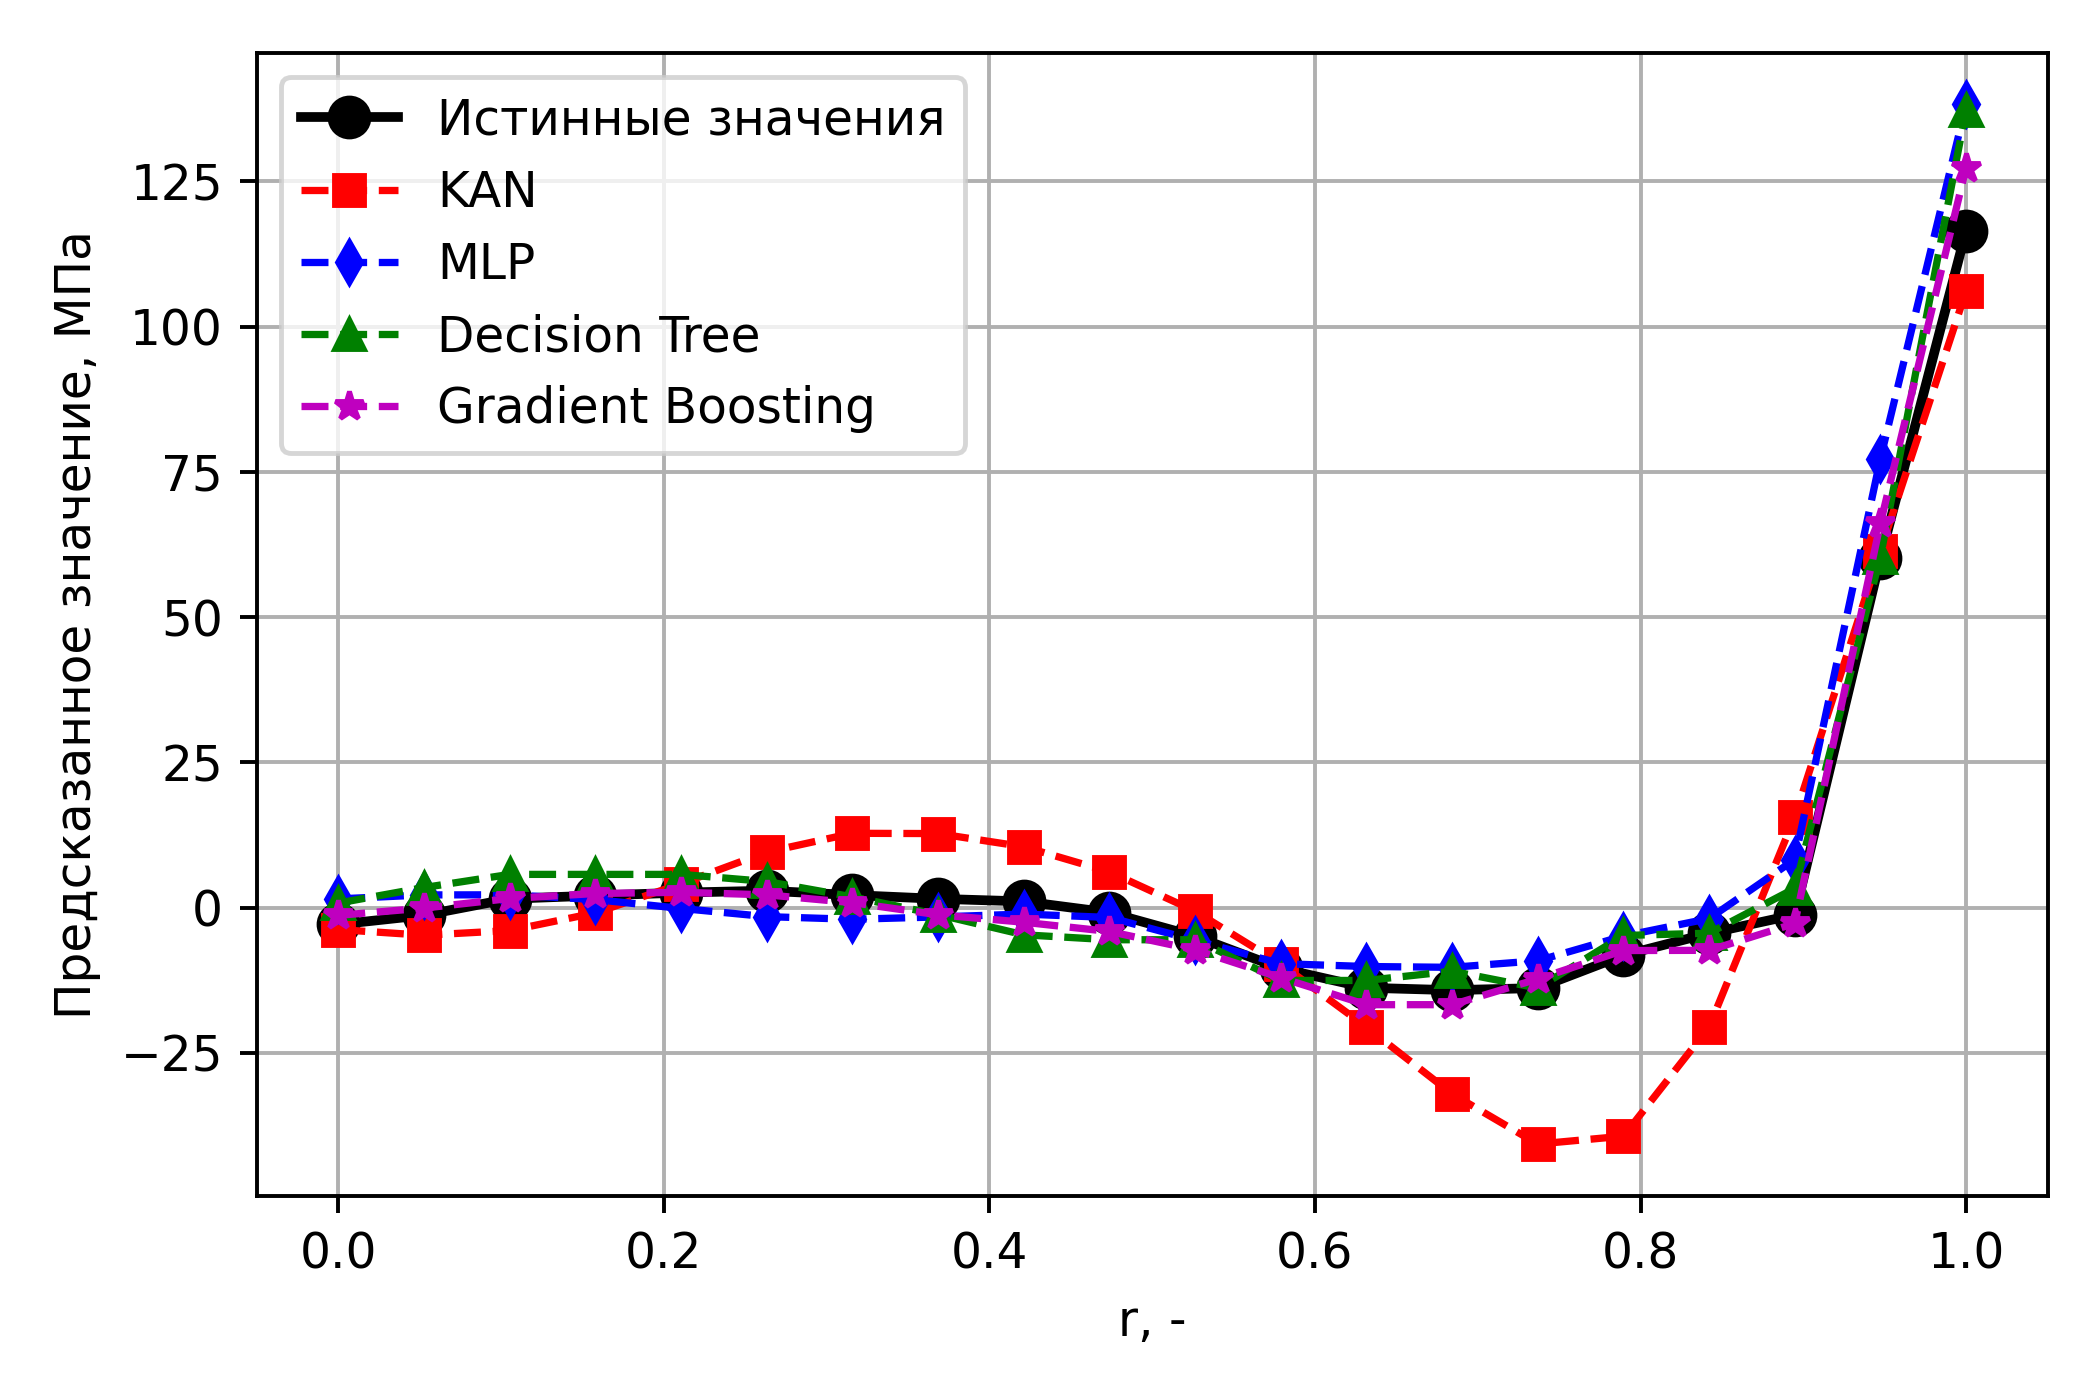 Истинные значения
KAN
MLP
Decision Tree
Gradient Boosting
Предсказанное значение, МПа
125
100
75
50
25
0
−25
0.0 0.2 0.4 0.6 0.8 1.0
r, -